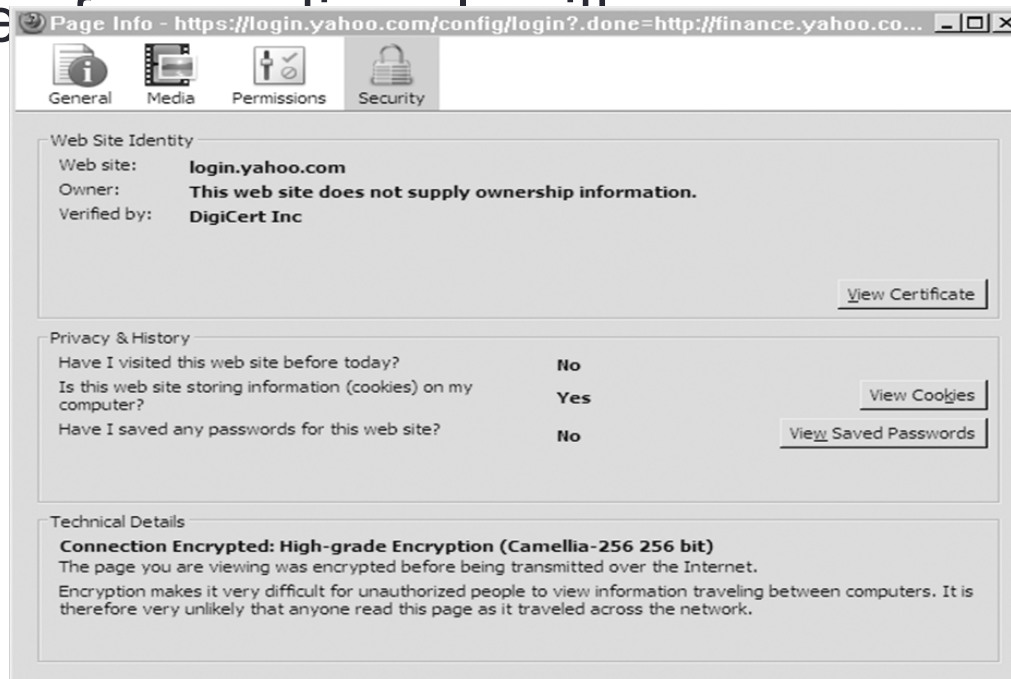 Page Info - https://login.yahoo.com/config/login?.done=http://finance.yahoo.co...
General Media Permissions Security
Web Site Identity
Web site: login.yahoo.com
Owner: This web site does not supply ownership information.
Verified by: DigiCert Inc
View Certificate
Privacy & History
Have I visited this web site before today? No
Is this web site storing information (cookies) on my
computer? Yes View Cookies
Have I saved any passwords for this web site? No View Saved Passwords
Technical Details
Connection Encrypted: High-grade Encryption (Camellia-256 256 bit)
The page you are viewing was encrypted before being transmitted over the Internet.
Encryption makes it very difficult for unauthorized people to view information traveling between computers. It is
therefore very unlikely that anyone read this page as it traveled across the network.